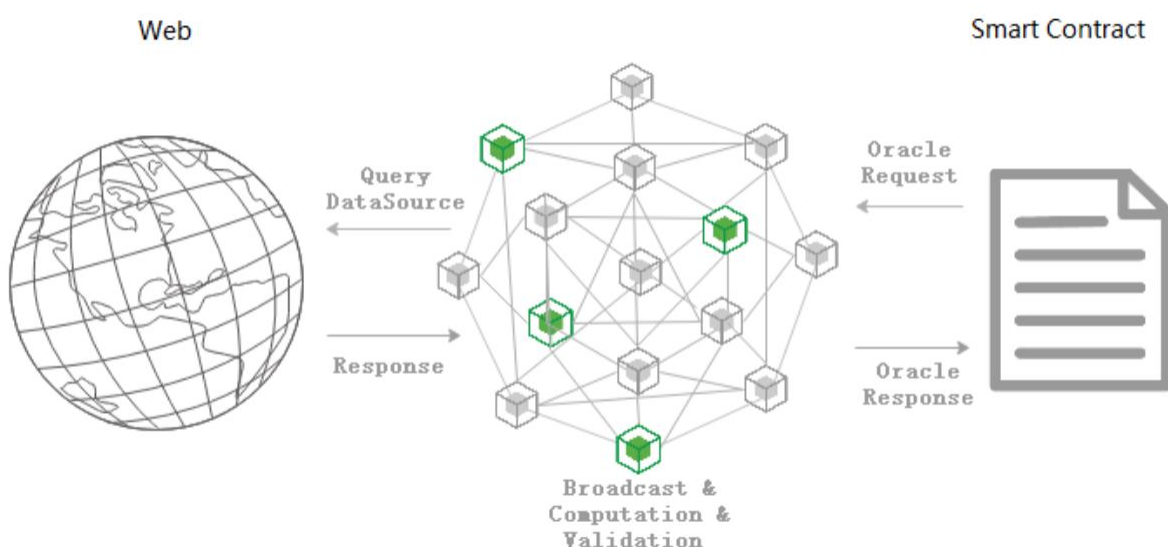 Web
Smart Contract
Query
DataSource
Response
Oracle
Request
Oracle
Response
Broadcast &
Computation &
Validation